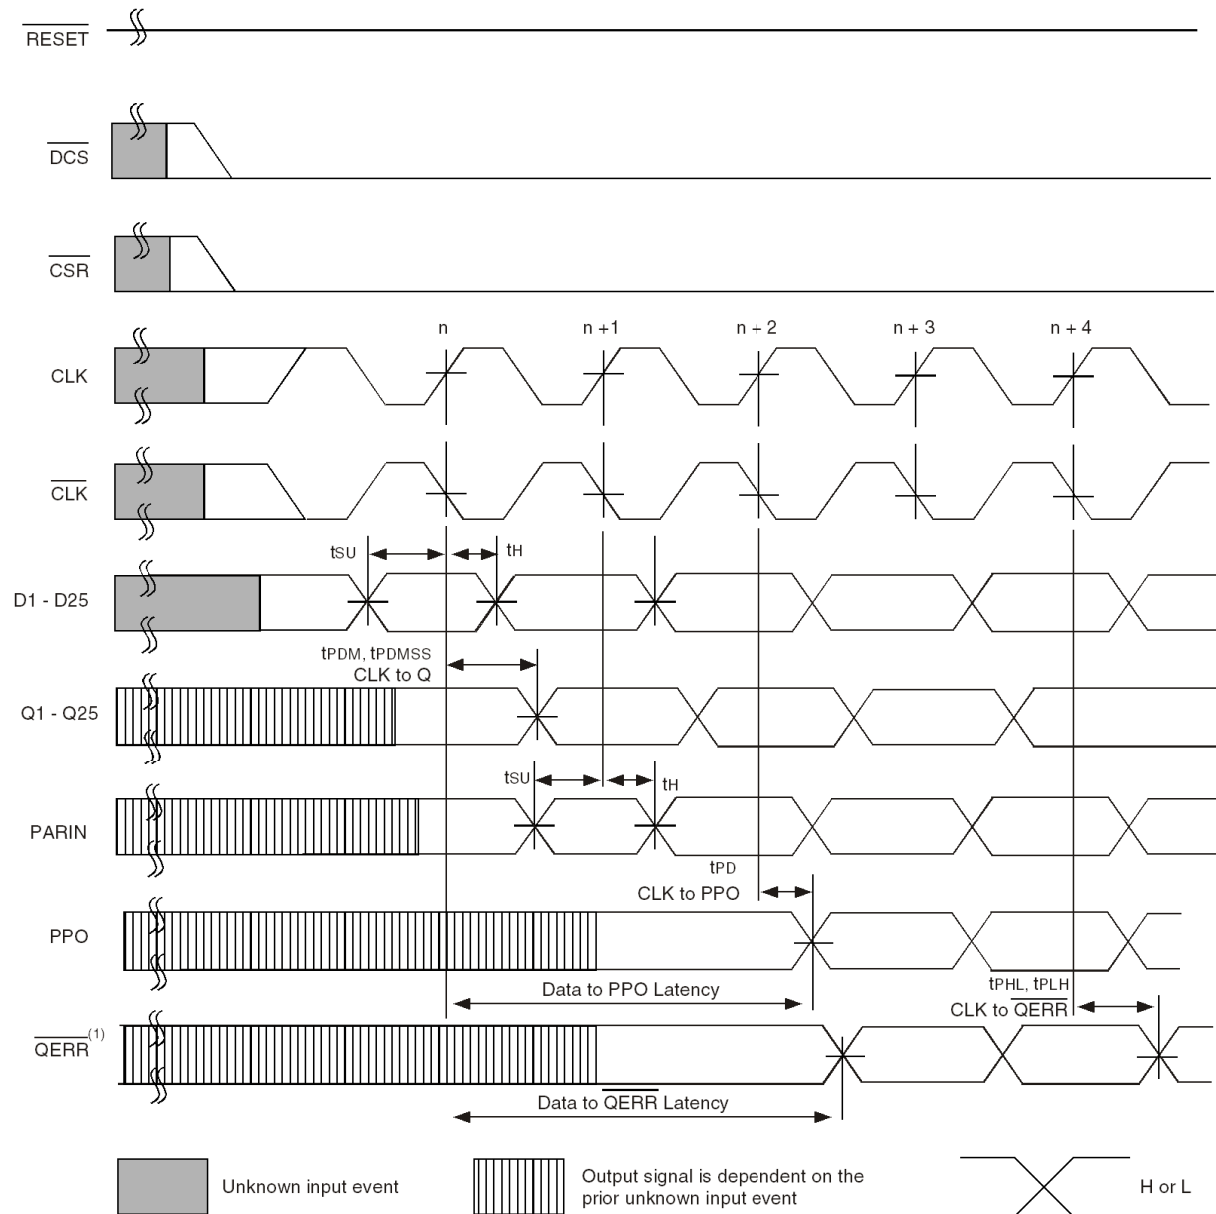 RESET
DCS
CSR
n n + 1 n + 2 n + 3 n + 4
CLK
CLK
tSU tH
D1 - D25
tPDM, tPDMSS
CLK to Q
Q1 - Q25
tSU tH
PARIN
tPD
CLK to PPO
PPO
tPHL, tPLH
Data to PPO Latency CLK to QERR
QERR(1)
Data to QERR Latency
Unknown input event
Output signal is dependent on the
prior unknown input event
H or L